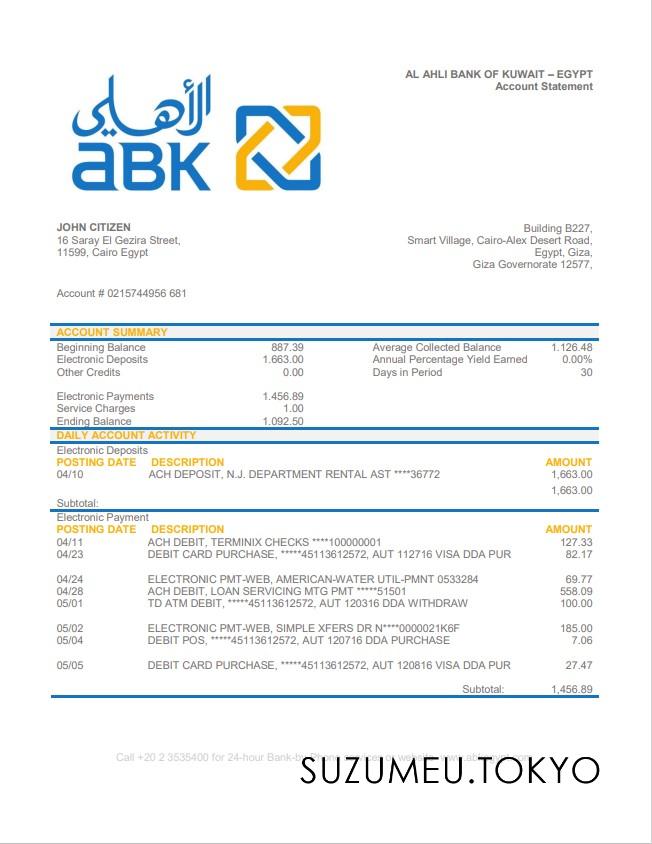 AL AHLI BANK OF KUWAIT – EGYPT
Account Statement
الأهلي
abk
JOHN CITIZEN
16 Saray El Gezira Street,
11599, Cairo Egypt
Building B227,
Smart Village, Cairo-Alex Desert Road,
Egypt, Giza,
Giza Governorate 12577,
Account # 0215744956 681
ACCOUNT SUMMARY
Beginning Balance 887.39 Average Collected Balance 1.126.48
Electronic Deposits 1.663.00 Annual Percentage Yield Earned 0.00%
Other Credits 0.00 Days in Period 30
Electronic Payments 1.456.89
Service Charges 1.00
Ending Balance 1.092.50
DAILY ACCOUNT ACTIVITY
Electronic Deposits
POSTING DATE DESCRIPTION AMOUNT
04/10 ACH DEPOSIT, N.J. DEPARTMENT RENTAL AST ****36772 1,663.00
1,663.00
Subtotal:
Electronic Payment
POSTING DATE DESCRIPTION AMOUNT
04/11 ACH DEBIT, TERMINIX CHECKS ****100000001 127.33
04/23 DEBIT CARD PURCHASE, *****45113612572, AUT 112716 VISA DDA PUR 82.17
04/24 ELECTRONIC PMT-WEB, AMERICAN-WATER UTIL-PMNT 0533284 69.77
04/28 ACH DEBIT, LOAN SERVICING MTG PMT *****51501 558.09
05/01 TD ATM DEBIT, *****45113612572, AUT 120316 DDA WITHDRAW 100.00
05/02 ELECTRONIC PMT-WEB, SIMPLE XFERS DR N****0000021K6F 185.00
05/04 DEBIT POS, *****45113612572, AUT 120716 DDA PURCHASE 7.06
05/05 DEBIT CARD PURCHASE, *****45113612572, AUT 120816 VISA DDA PUR 27.47
Subtotal: 1,456.89
Call +20 2 3535400 for 24-hour Bank-by Phone services or website www.abkegypt.com
SUZUMEU.TOKYO